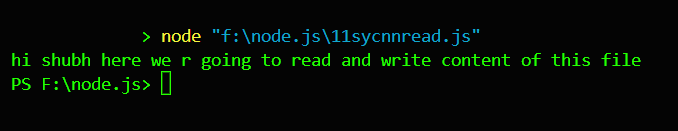 > node "f:\node.js\11sycnnread.js"
hi shubh here we r going to read and write content of this file
PS F:\node.js>